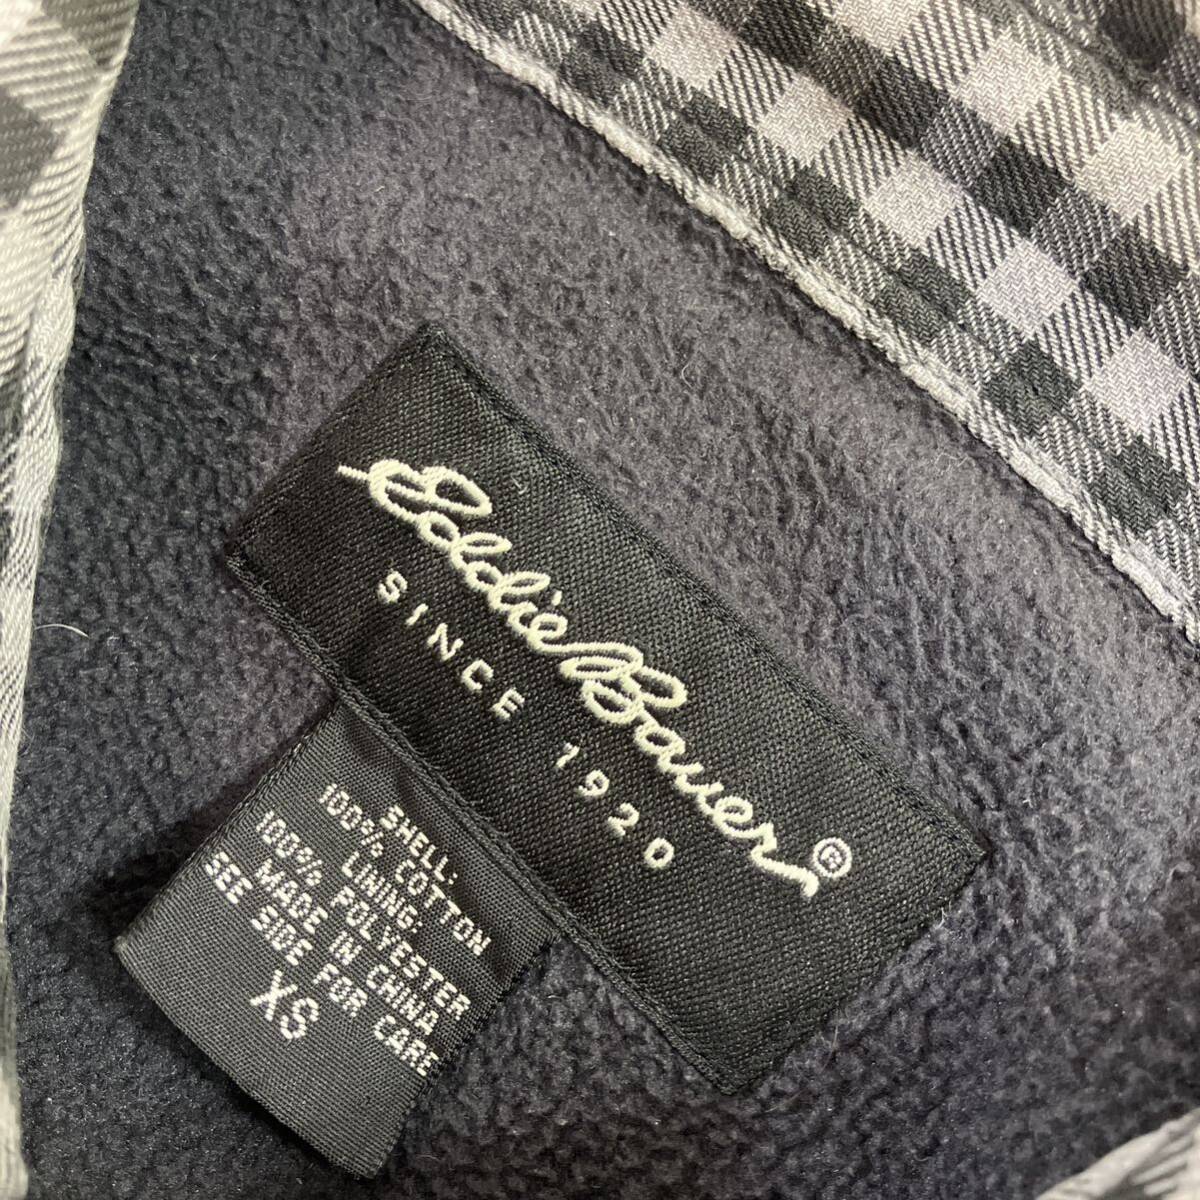 Eddie Bauer®
SINCE 1920
SHELL:
100% COTTON
LINING:
100% POLYESTER
MADE IN CHINA
SEE SIDE FOR CARE
XS